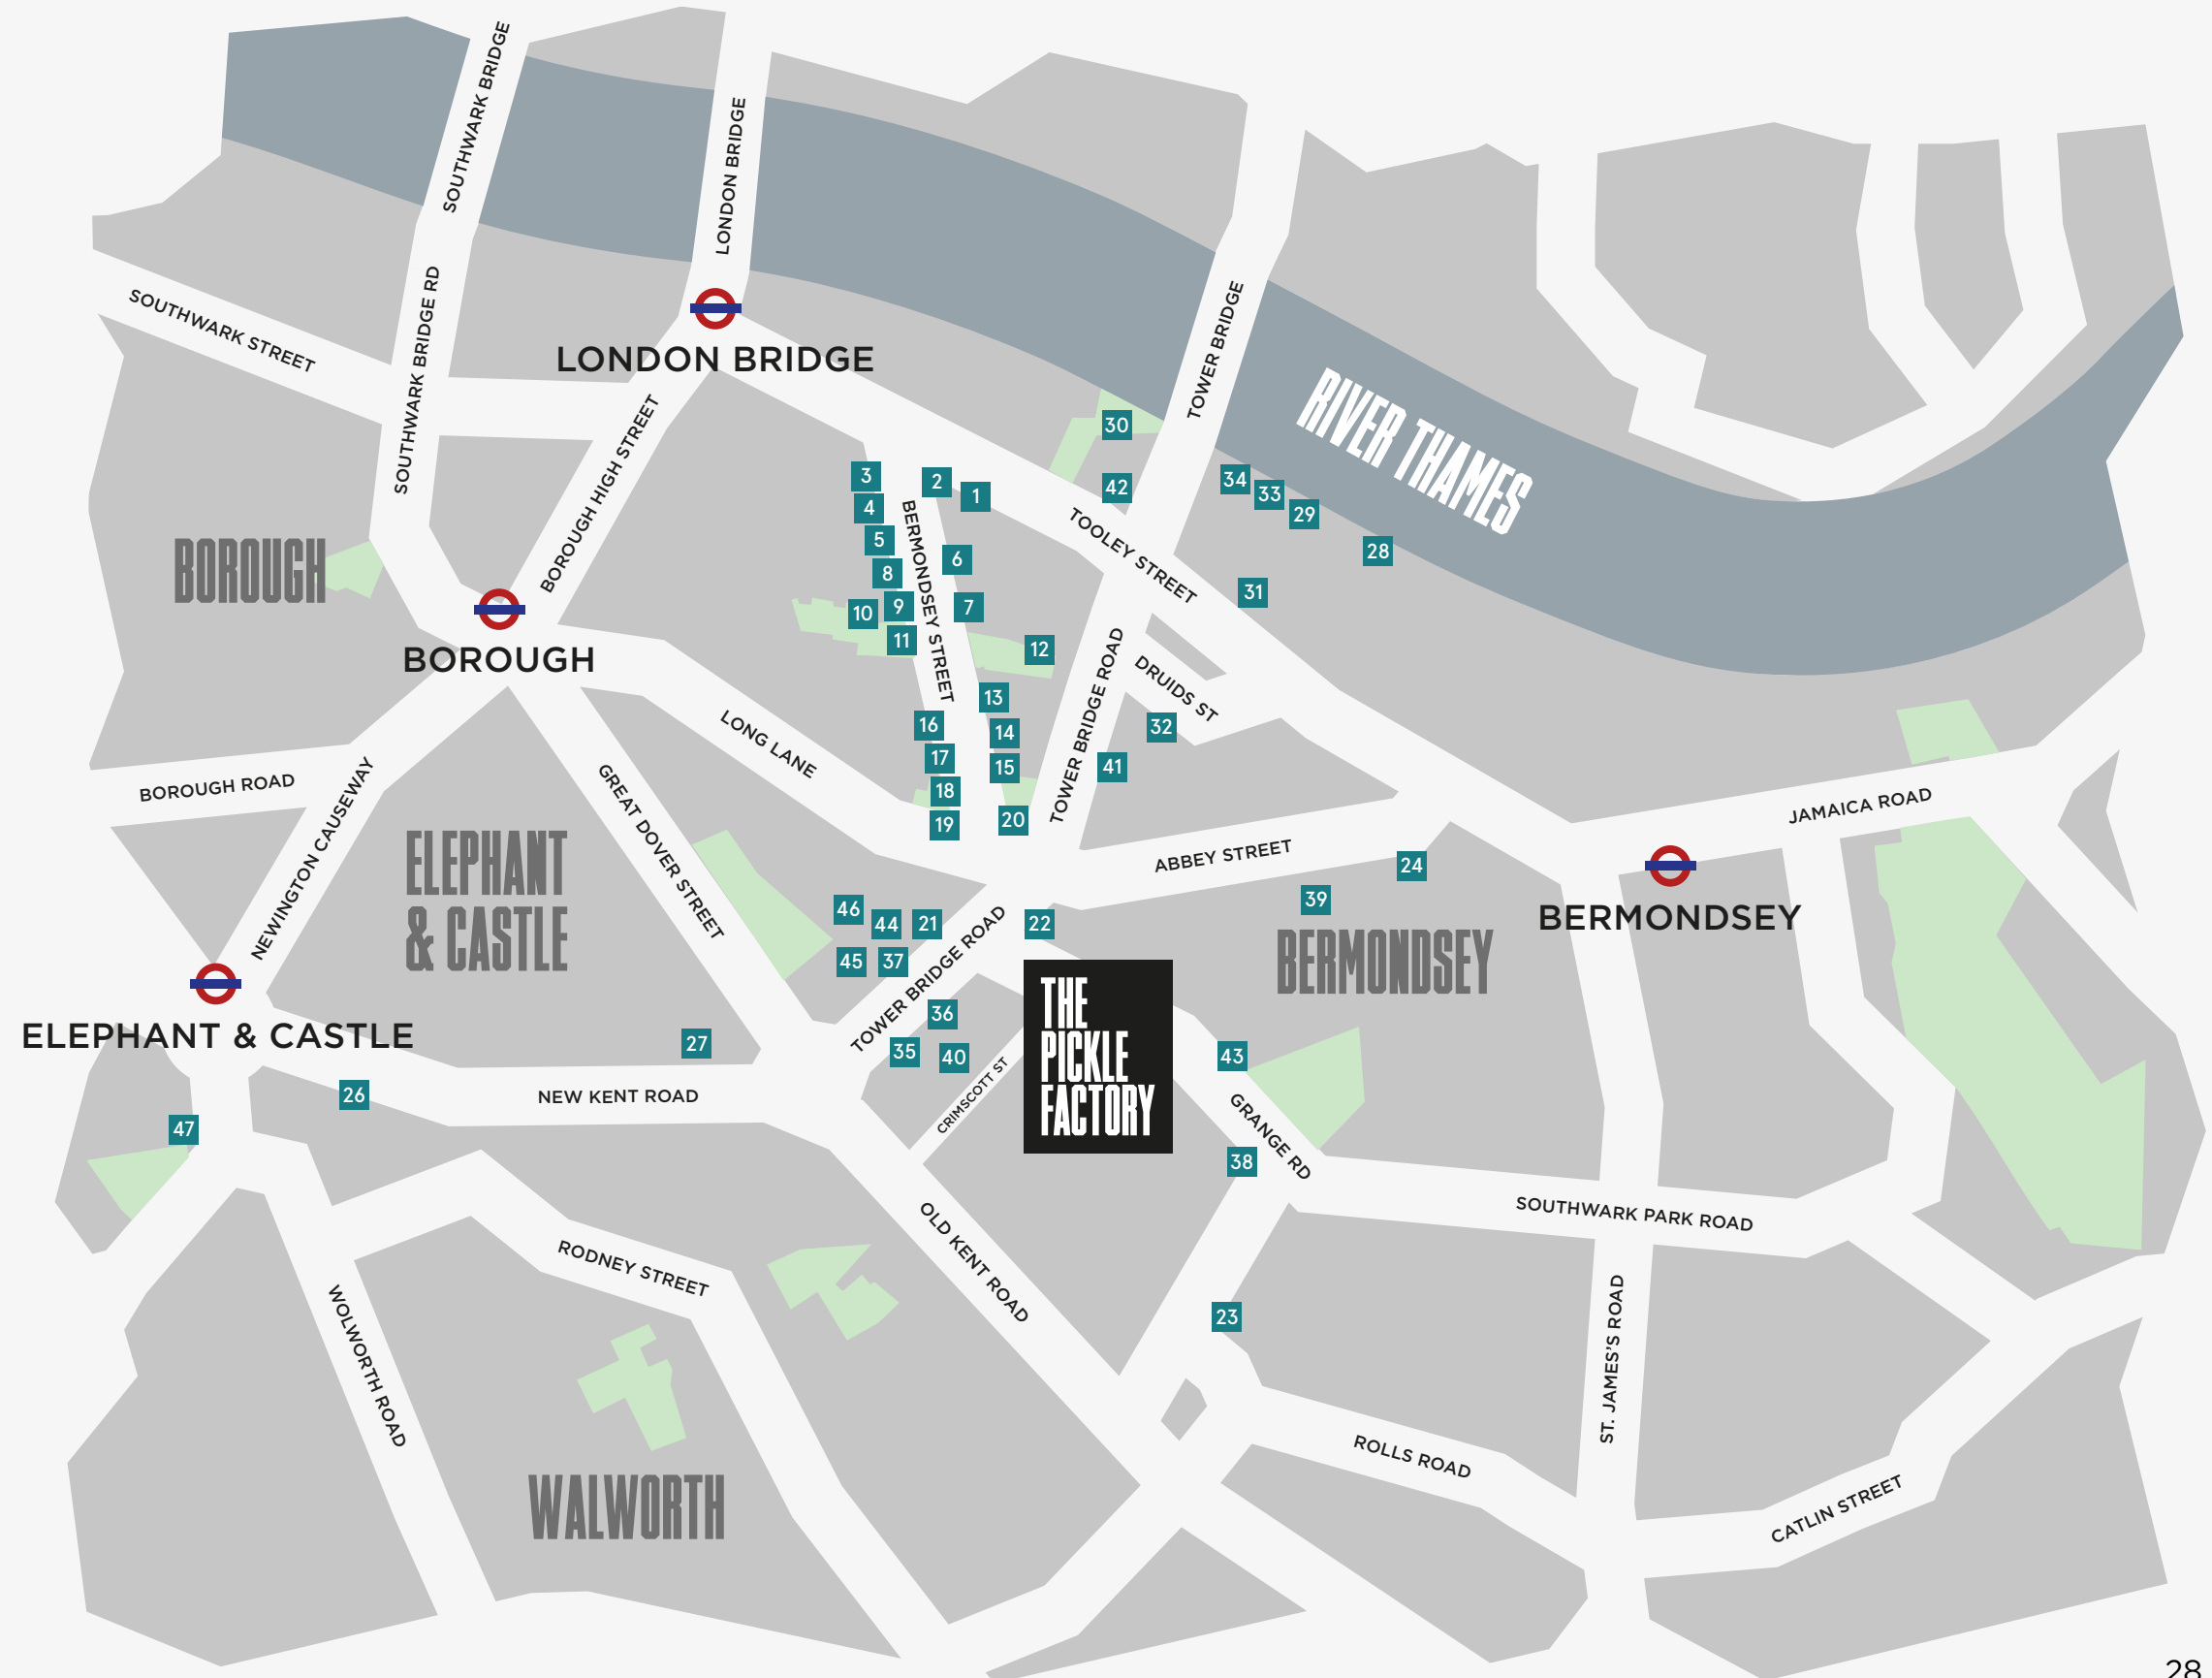 SOUTHWARK BRIDGE
LONDON BRIDGE
SOUTHWARK STREET
SOUTHWARK BRIDGE RD
LONDON BRIDGE
TOWER BRIDGE
RIVER THAMES
BOROUGH HIGH STREET
30
3
2
1
42
34
33
29
28
4
5
6
8
BERMONDSEY STREET
TOOLEY STREET
31
BOROUGH
10
9
7
11
12
BOROUGH
TOWER BRIDGE ROAD
DRUIDS ST
13
16
14
32
LONG LANE
17
15
41
18
19
20
BOROUGH ROAD
NEWINGTON CAUSEWAY
GREAT DOVER STREET
JAMAICA ROAD
ELEPHANT
& CASTLE
ABBEY STREET
24
39
BERMONDSEY
BERMONDSEY
46
44
21
22
45
37
TOWER BRIDGE ROAD
ELEPHANT & CASTLE
36
35
40
27
THE
PICKLE
FACTORY
CRIMSCOTT ST
43
26
NEW KENT ROAD
47
GRANGE RD
38
SOUTHWARK PARK ROAD
OLD KENT ROAD
RODNEY STREET
23
WOLWORTH ROAD
ST. JAMES'S ROAD
ROLLS ROAD
WALWORTH
CATLIN STREET
28